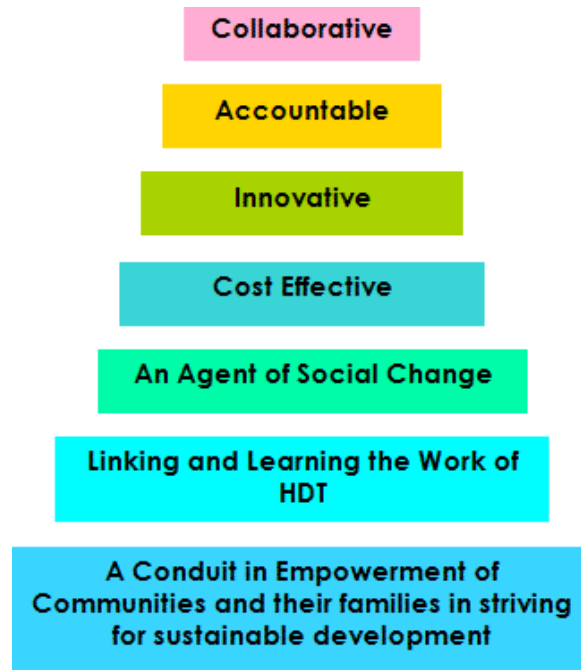 Collaborative
Accountable
Innovative
Cost Effective
An Agent of Social Change
Linking and Learning the Work of
HDT
A Conduit in Empowerment of
Communities and their families in striving
for sustainable development